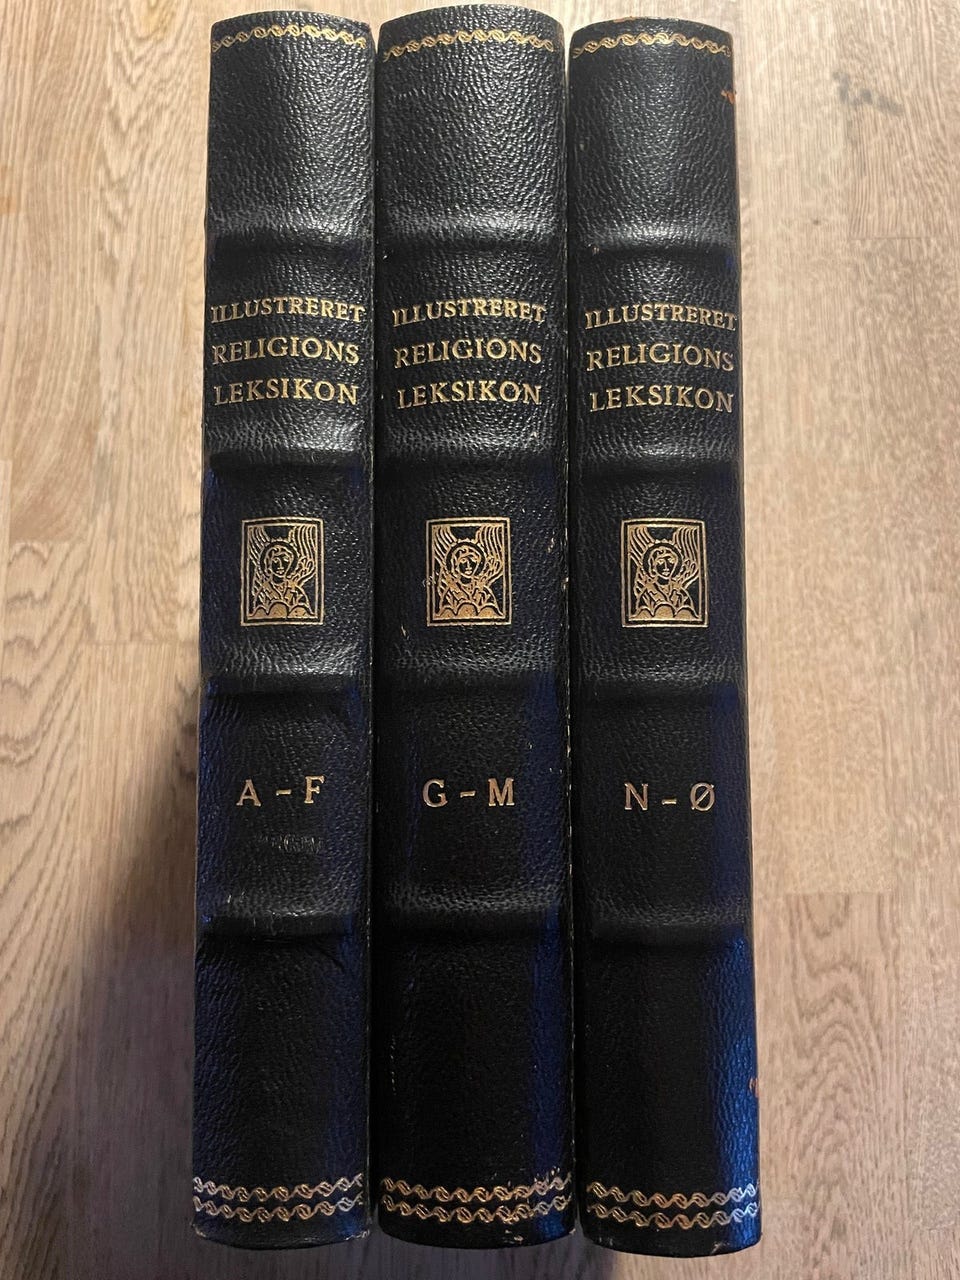 ILLUSTRERET
RELIGIONS
LEKSIKON
A – F
ILLUSTRERET
RELIGIONS
LEKSIKON
G – M
ILLUSTRERET
RELIGIONS
LEKSIKON
N – Ø